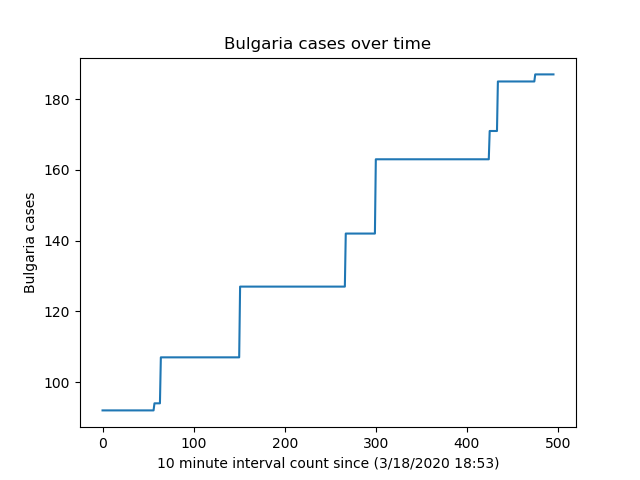 Bulgaria cases over time
Bulgaria cases
180
160
140
120
100
0 100 200 300 400 500
10 minute interval count since (3/18/2020 18:53)